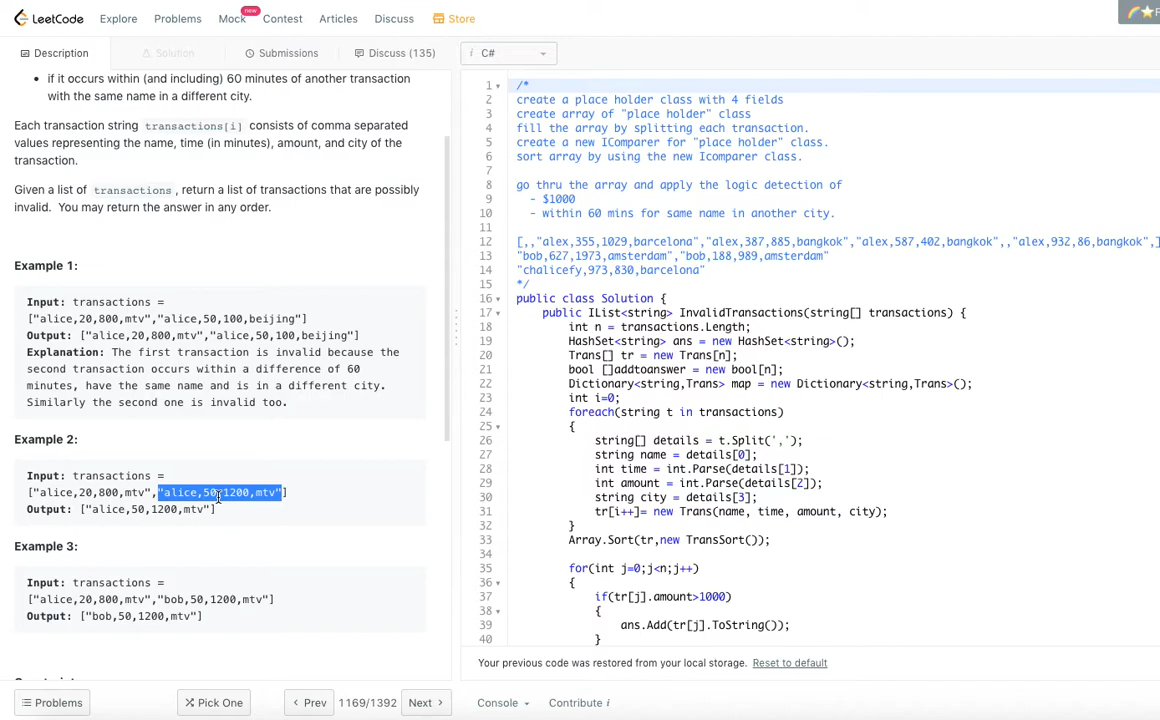 LeetCode
Explore
Problems
Mock
new
Contest
Articles
Discuss
Store
Description
Solution
Submissions
Discuss (135)
i C#
if it occurs within (and including) 60 minutes of another transaction
with the same name in a different city.
Each transaction string transactions[i] consists of comma separated
values representing the name, time (in minutes), amount, and city of the
transaction.
Given a list of transactions, return a list of transactions that are possibly
invalid. You may return the answer in any order.
Example 1:
Input: transactions =
["alice,20,800,mtv","alice,50,100,beijing"]
Output: ["alice,20,800,mtv","alice,50,100,beijing"]
Explanation: The first transaction is invalid because the
second transaction occurs within a difference of 60
minutes, have the same name and is in a different city.
Similarly the second one is invalid too.
Example 2:
Input: transactions =
["alice,20,800,mtv","alice,50,1200,mtv"]
Output: ["alice,50,1200,mtv"]
Example 3:
Input: transactions =
["alice,20,800,mtv","bob,50,1200,mtv"]
Output: ["bob,50,1200,mtv"]
1 /*
2 create a place holder class with 4 fields
3 create array of "place holder" class
4 fill the array by splitting each transaction.
5 create a new IComparer for "place holder" class.
6 sort array by using the new Icomparer class.
7
8 go thru the array and apply the logic detection of
9 - $1000
10 - within 60 mins for same name in another city.
11
12 [,,"alex,355,1029,barcelona","alex,387,885,bangkok","alex,587,402,bangkok",,"alex,932,86,bangkok",]
13 "bob,627,1973,amsterdam","bob,188,989,amsterdam"
14 "chalicefy,973,830,barcelona"
15 */
16 public class Solution {
17 public IList<string> InvalidTransactions(string[] transactions) {
18 int n = transactions.Length;
19 HashSet<string> ans = new HashSet<string>();
20 Trans[] tr = new Trans[n];
21 bool []addtoanswer = new bool[n];
22 Dictionary<string,Trans> map = new Dictionary<string,Trans>();
23 int i=0;
24 foreach(string t in transactions)
25 {
26 string[] details = t.Split(',');
27 string name = details[0];
28 int time = int.Parse(details[1]);
29 int amount = int.Parse(details[2]);
30 string city = details[3];
31 tr[i++]= new Trans(name, time, amount, city);
32 }
33 Array.Sort(tr,new TransSort());
34
35 for(int j=0;j<n;j++)
36 {
37 if(tr[j].amount>1000)
38 {
39 ans.Add(tr[j].ToString());
40 }
Your previous code was restored from your local storage. Reset to default
Problems
Pick One
Prev
1169/1392
Next
Console
Contribute i